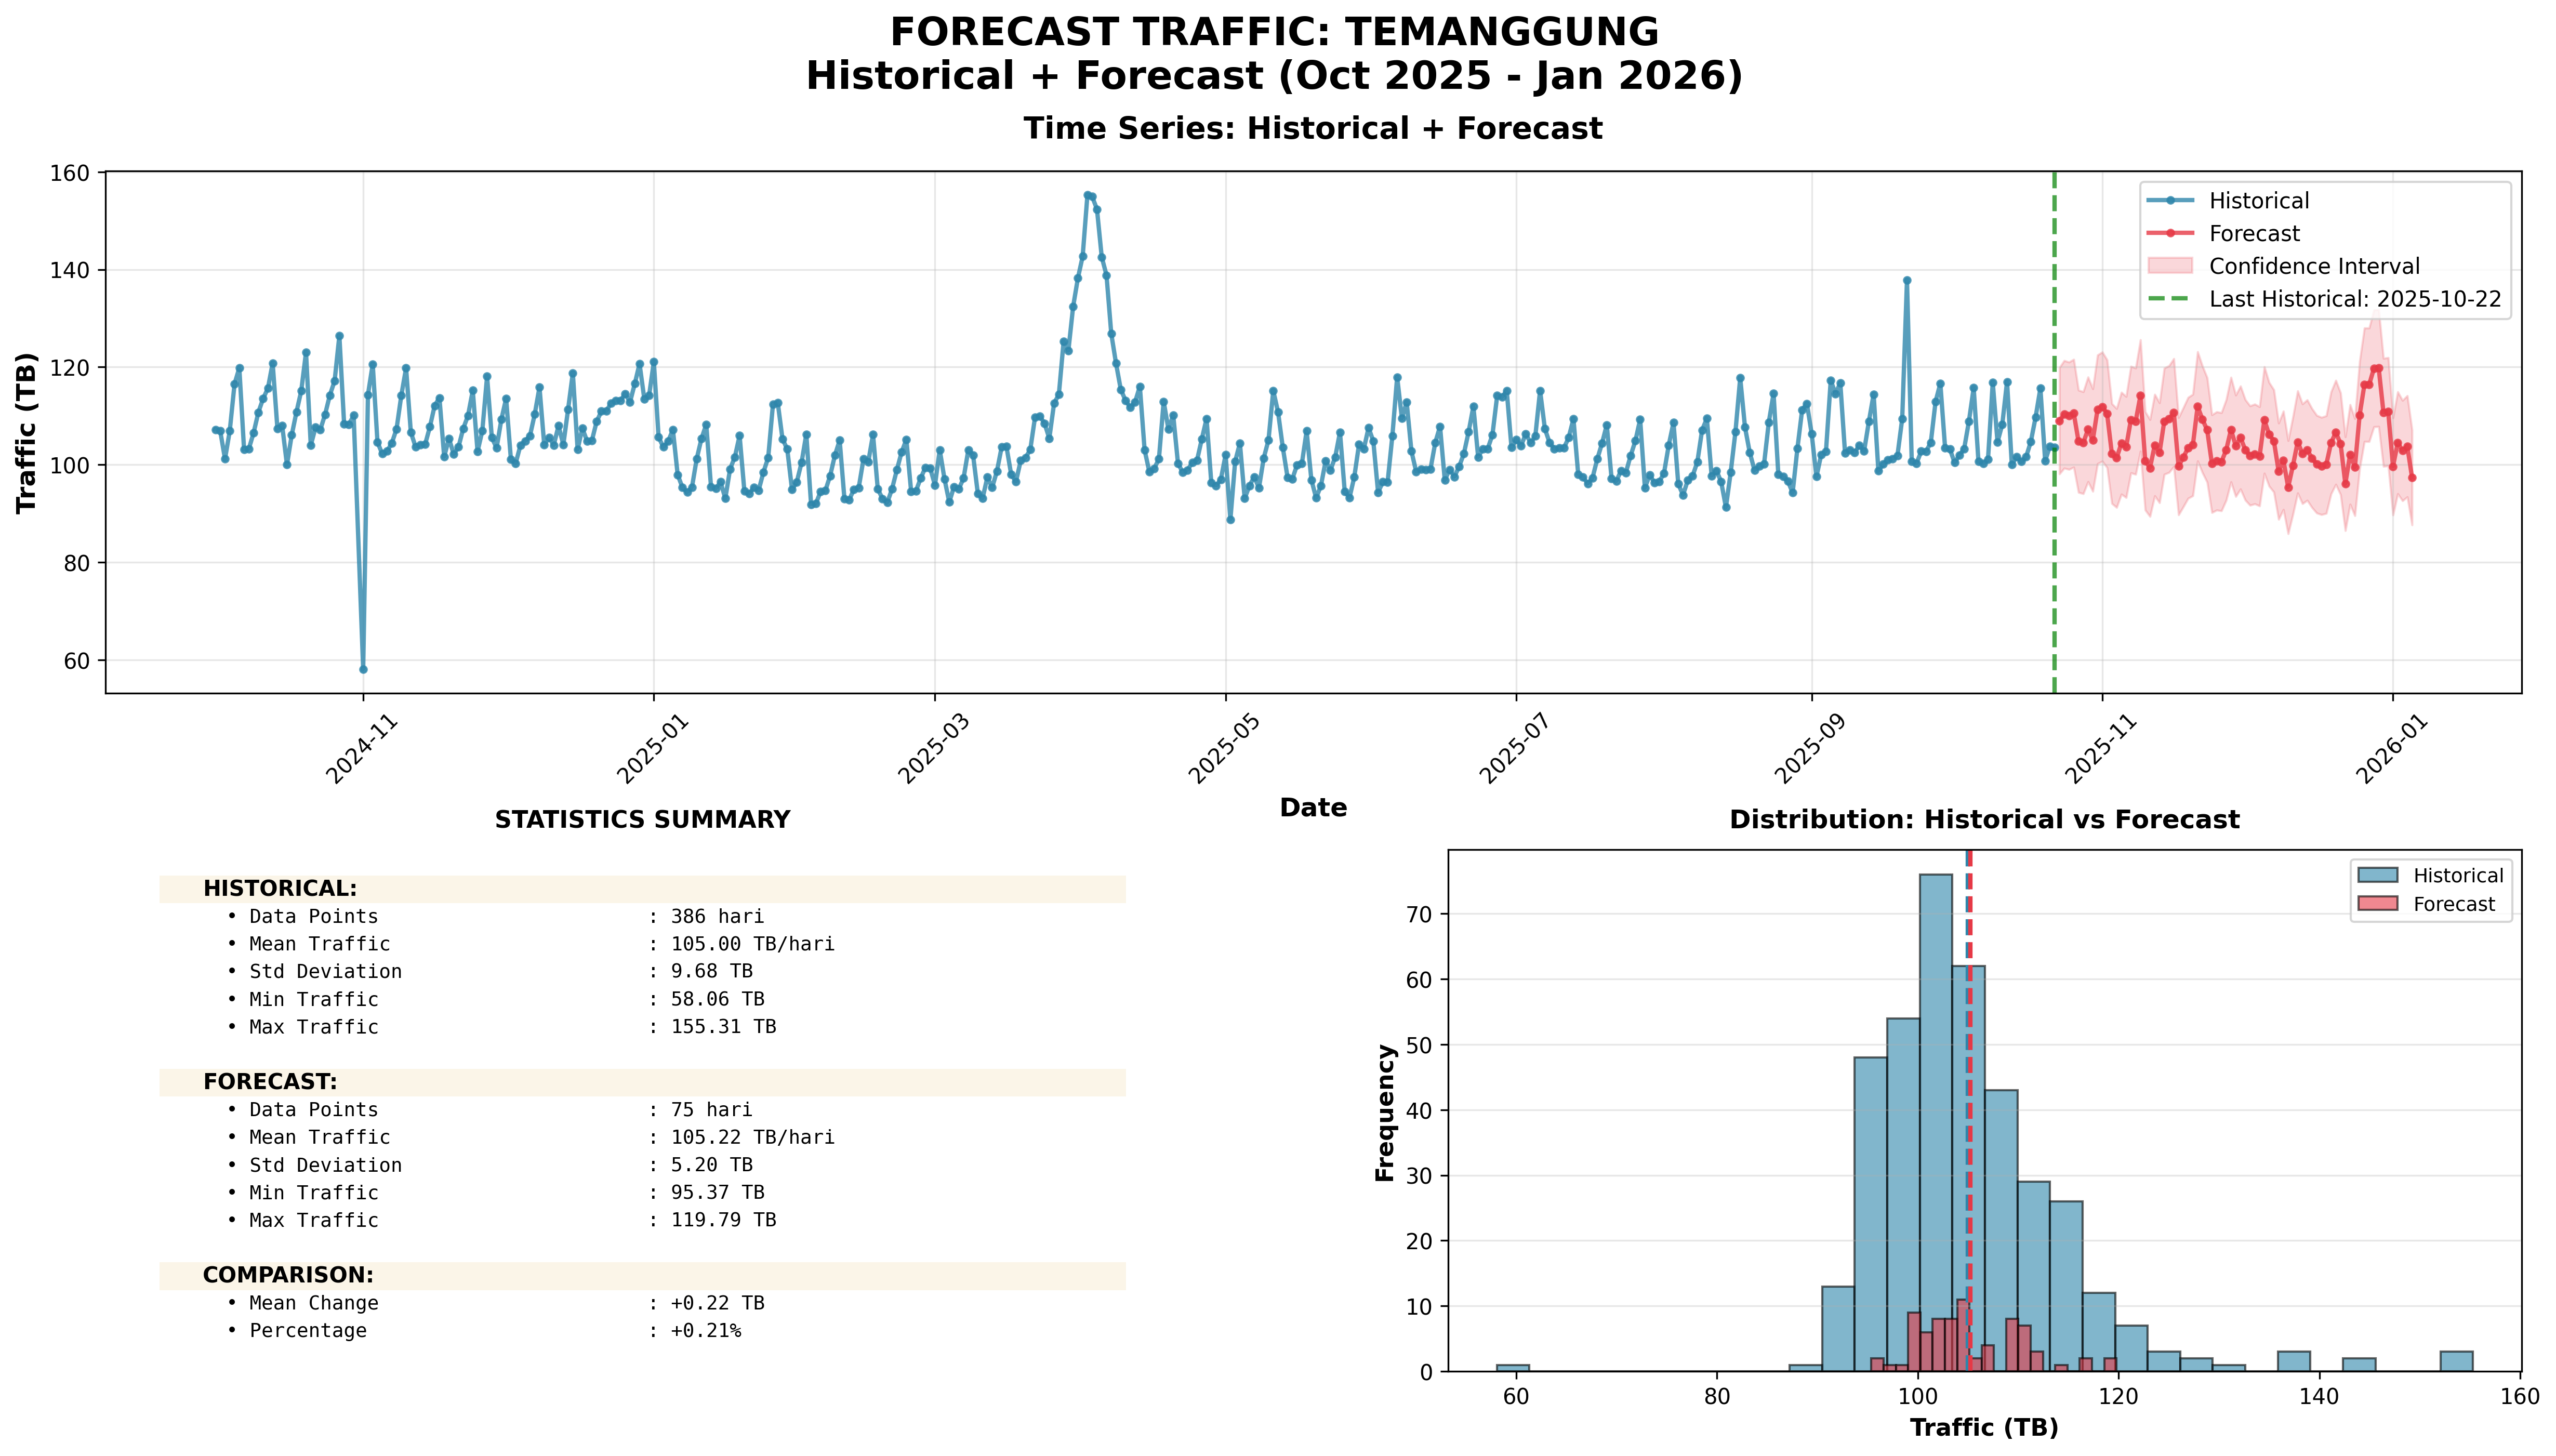 FORECAST TRAFFIC: TEMANGGUNG
Historical + Forecast (Oct 2025 - Jan 2026)
Time Series: Historical + Forecast
Traffic (TB)
160
140
120
100
80
60
Historical
Forecast
Confidence Interval
Last Historical: 2025-10-22
2024-11
2025-01
2025-03
2025-05
2025-07
2025-09
2025-11
2026-01
Date
STATISTICS SUMMARY
HISTORICAL:
• Data Points : 386 hari
• Mean Traffic : 105.00 TB/hari
• Std Deviation : 9.68 TB
• Min Traffic : 58.06 TB
• Max Traffic : 155.31 TB
FORECAST:
• Data Points : 75 hari
• Mean Traffic : 105.22 TB/hari
• Std Deviation : 5.20 TB
• Min Traffic : 95.37 TB
• Max Traffic : 119.79 TB
COMPARISON:
• Mean Change : +0.22 TB
• Percentage : +0.21%
Distribution: Historical vs Forecast
Historical
Forecast
Frequency
70
60
50
40
30
20
10
0
60
80
100
120
140
160
Traffic (TB)